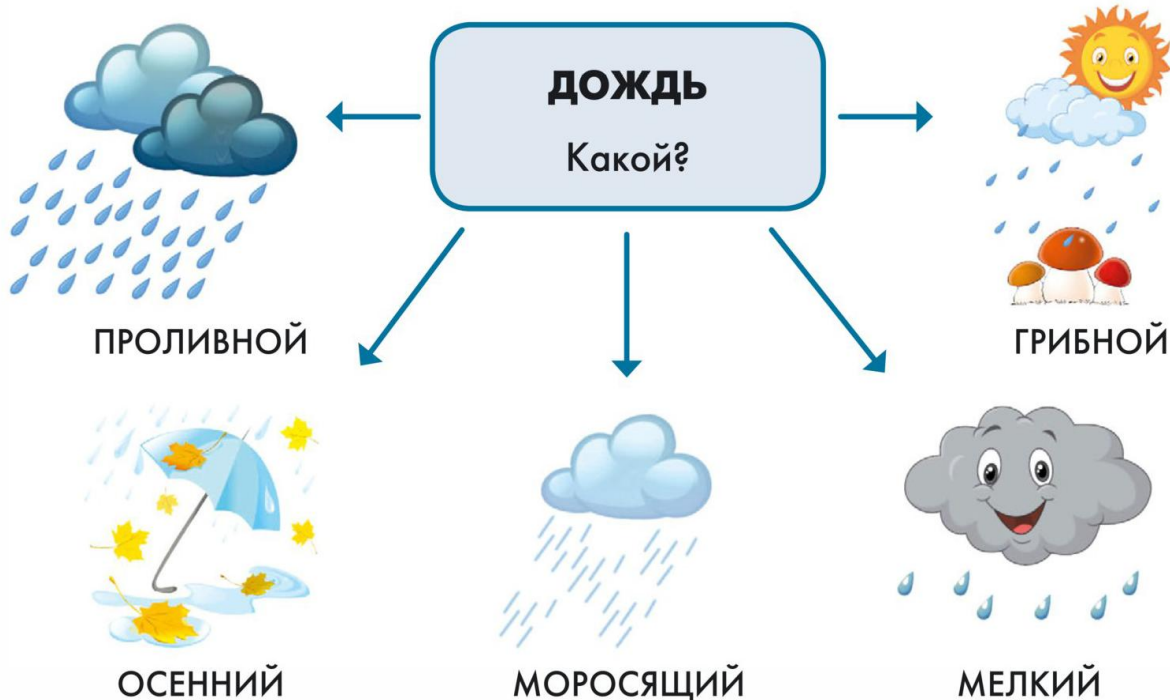 ДОЖДЬ
Какой?
ПРОЛИВНОЙ
ГРИБНОЙ
ОСЕННИЙ
МОРОСЯЩИЙ
МЕЛКИЙ